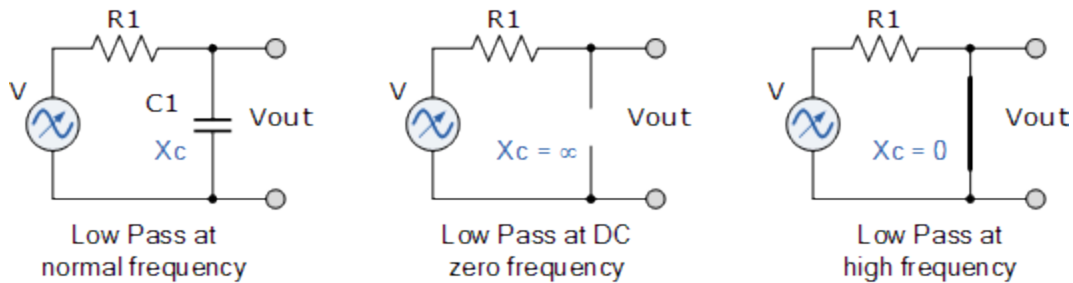 R1
V
C1
Xc
Vout
Low Pass at
normal frequency
R1
V
Xc = ∞
Vout
Low Pass at DC
zero frequency
R1
V
Xc = 0
Vout
Low Pass at
high frequency